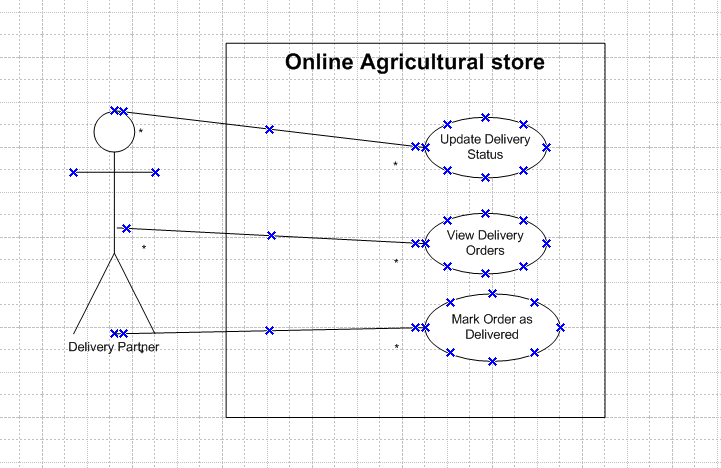 Online Agricultural store
*
Update Delivery
Status
*
*
View Delivery
Orders
*
Mark Order as
Delivered
Delivery Partner
*
*